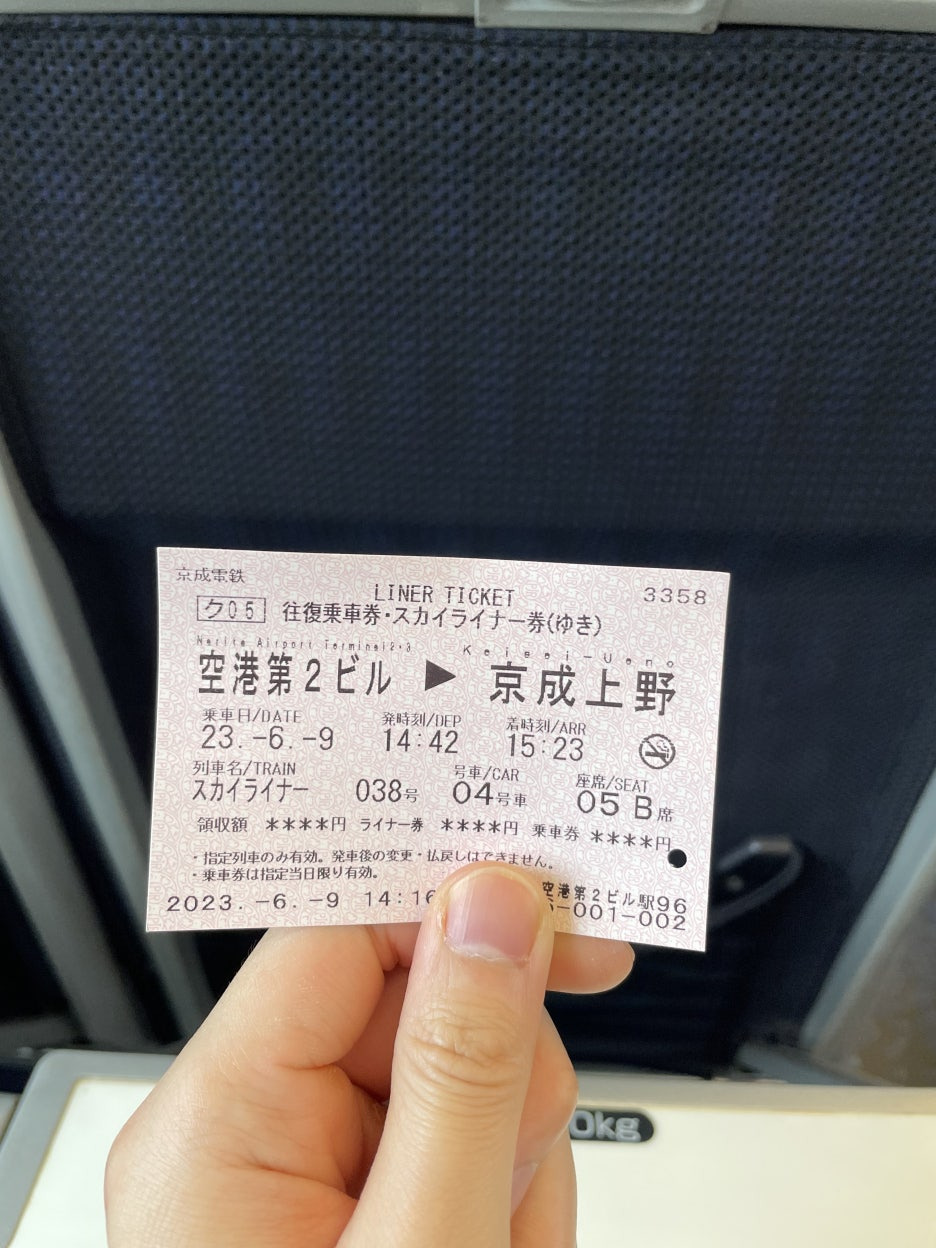 京成電鉄
LINER TICKET 3358
ク05 往復乗車券・スカイライナー券(ゆき)
Narita Airport Terminal2・3 Keisei-Ueno
空港第2ビル ▶ 京成上野
乗車日/DATE 発時刻/DEP 着時刻/ARR
23.-6.-9 14:42 15:23
列車名/TRAIN 号車/CAR 座席/SEAT
スカイライナー 038号 04号車 05B席
領収額 ****円 ライナー券 ****円 乗車券 ****円
・指定列車のみ有効。発車後の変更・払戻しはできません。
・乗車券は指定当日限り有効。
空港第2ビル駅96
2023.-6.-9 14:16 -001-002
0kg